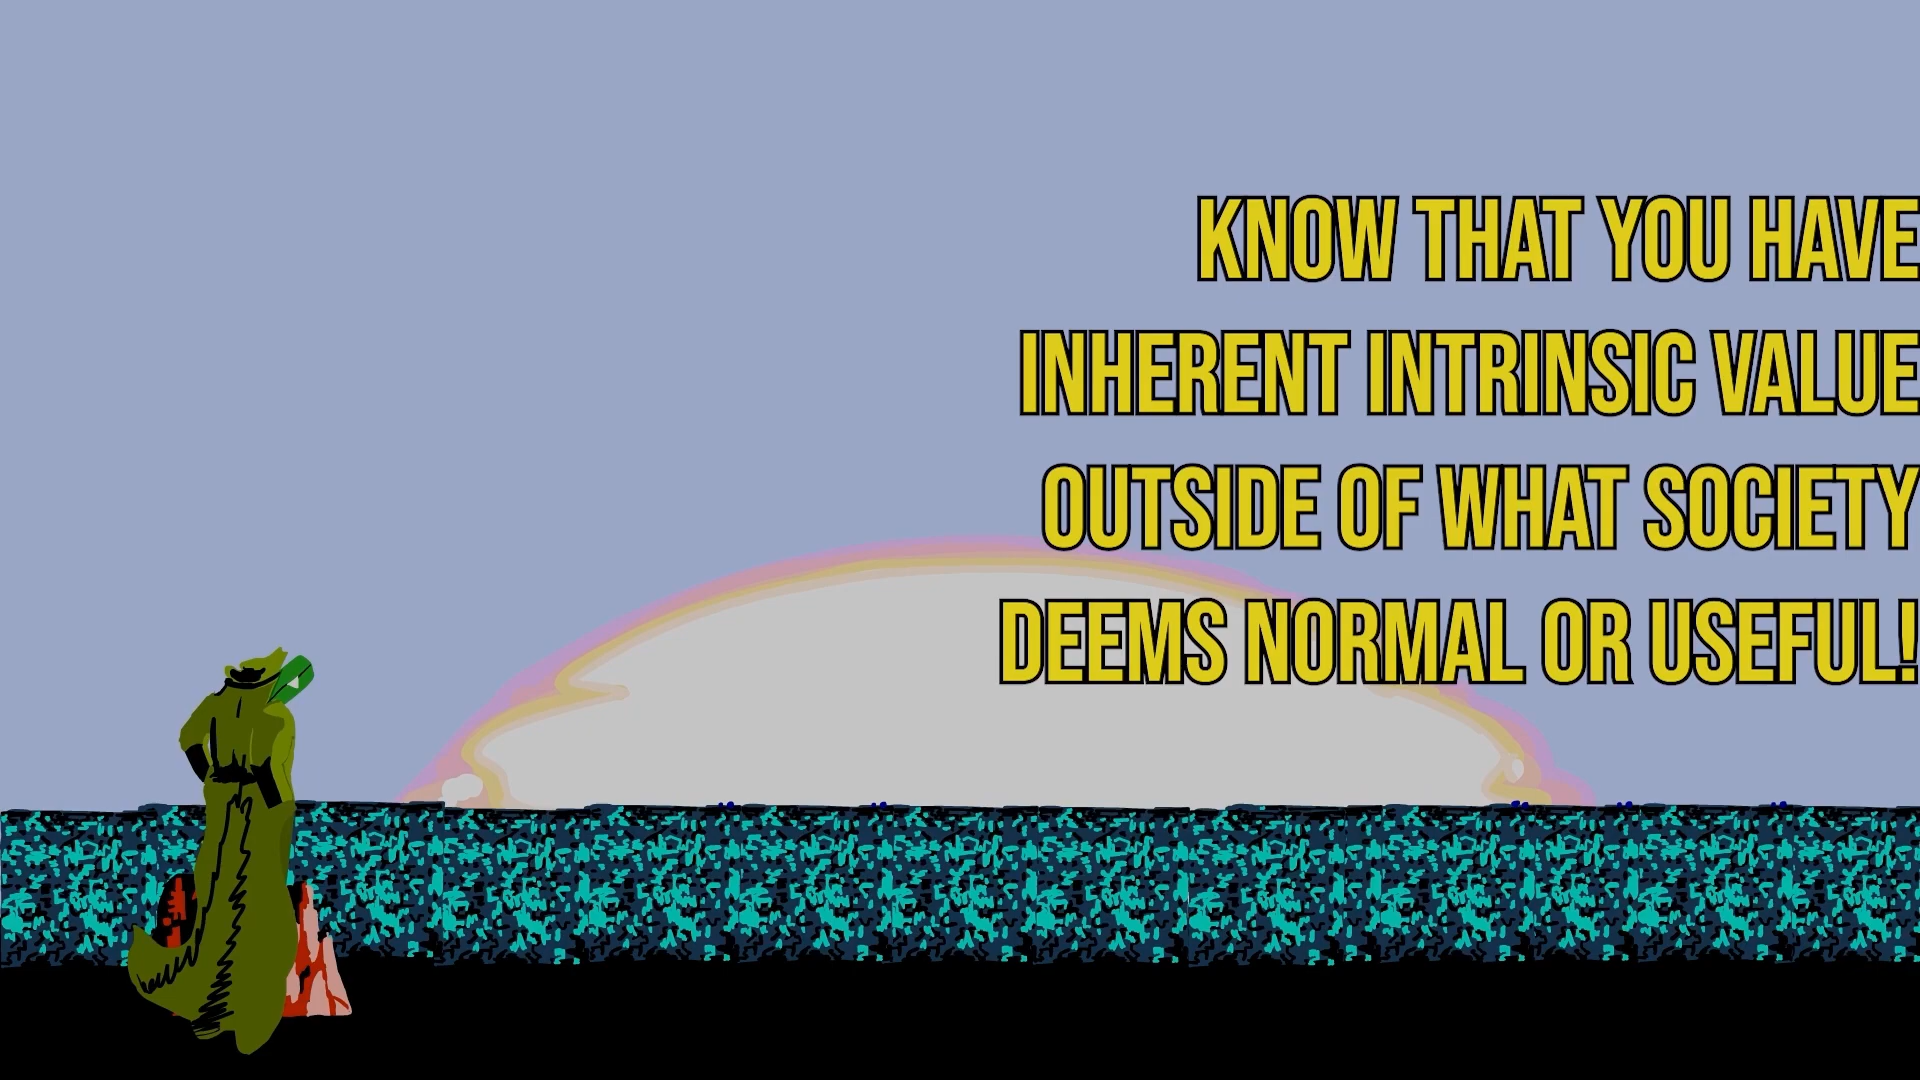 KNOW THAT YOU HAVE
INHERENT INTRINSIC VALUE
OUTSIDE OF WHAT SOCIETY
DEEMS NORMAL OR USEFUL!